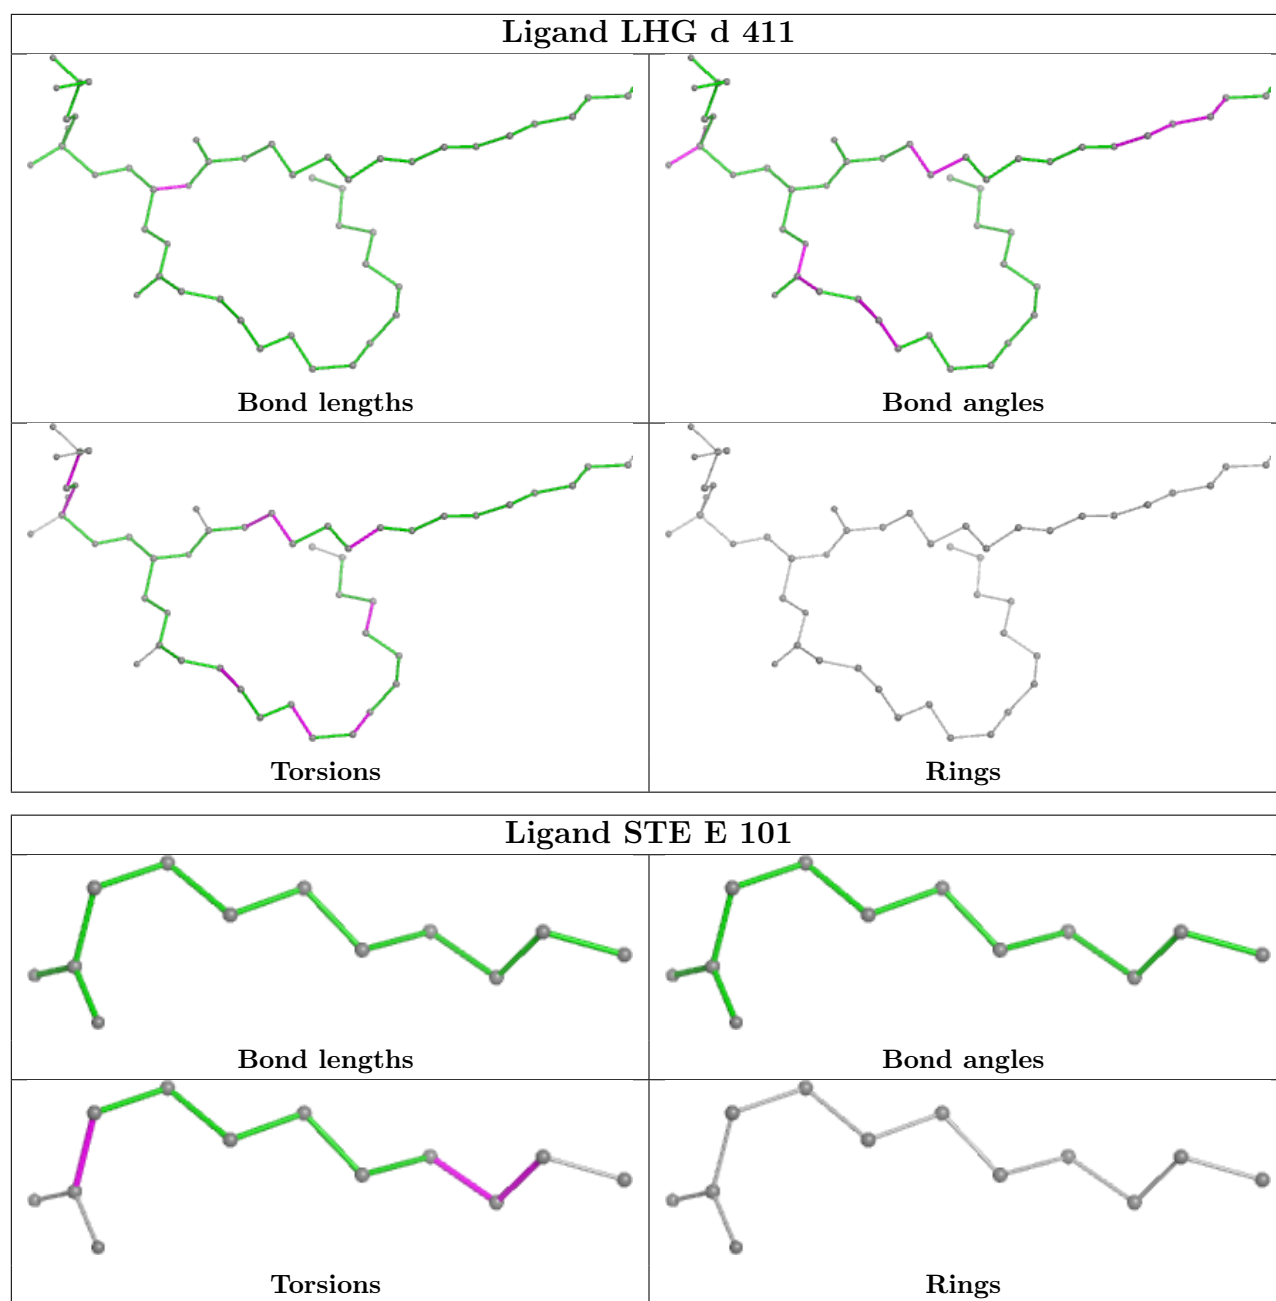 Ligand LHG d 411
Bond lengths
Bond angles
Torsions
Rings
Ligand STE E 101
Bond lengths
Bond angles
Torsions
Rings